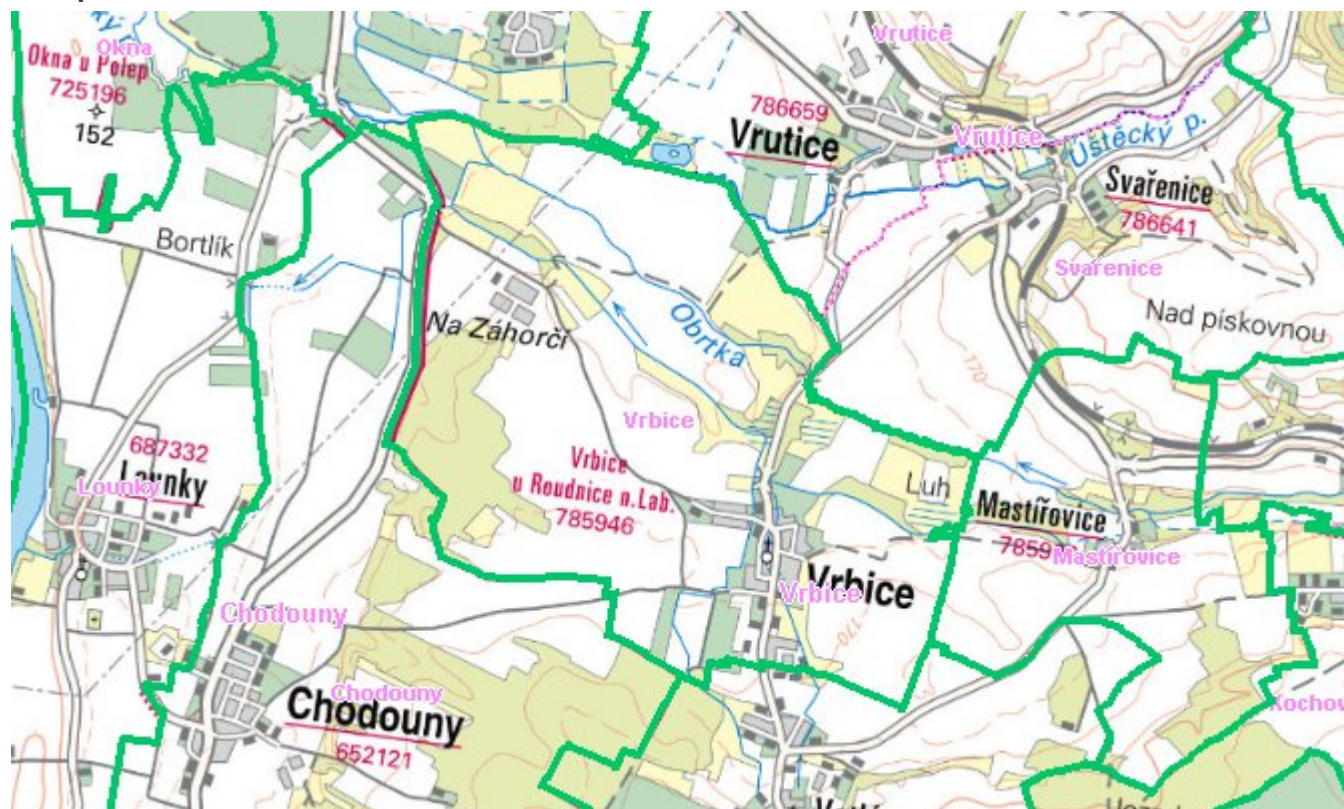 Okna
Okna u Polep
725196
152
Vrutice
786659
Vrutice
Vrutice
Úštěcký p.
Svařenice
786641
Svarenice
Bortlík
Nad pískovnou
Na Záhorčí
Obrtka
170
Vrbice
687332
Lounky
Lounky
Vrbice
u Roudnice n.Lab.
785946
Luh
Mastířovice
7859
Mastířovice
Vrbice
Vrbice
170
Chodouny
Chodouny
Chodouny
652121